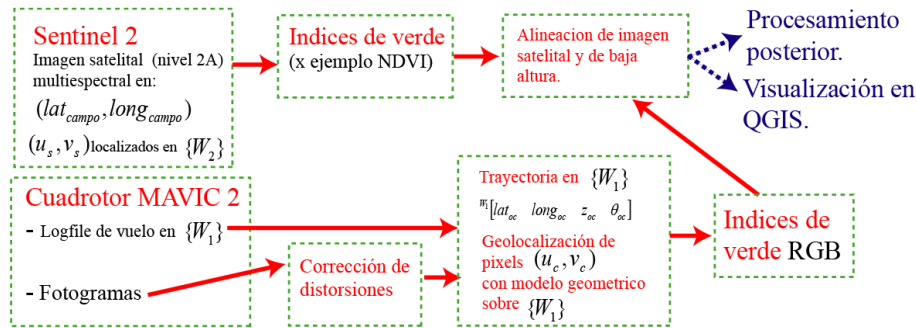 Sentinel 2
Imagen satelital (nivel 2A)
multiespectral en:
(lat_campo, long_campo)
(u_s, v_s) localizados en {W_2}
Indices de verde
(x ejemplo NDVI)
Alineacion de imagen
satelital y de baja
altura.
Procesamiento
posterior.
Visualización en
QGIS.
Cuadrotor MAVIC 2
- Logfile de vuelo en {W_1}
- Fotogramas
Corrección de
distorsiones
Trayectoria en {W_1}
^{W_1}[lat_oc long_oc z_oc θ_oc]
Geolocalización de
pixels (u_c, v_c)
con modelo geometrico
sobre {W_1}
Indices de
verde RGB